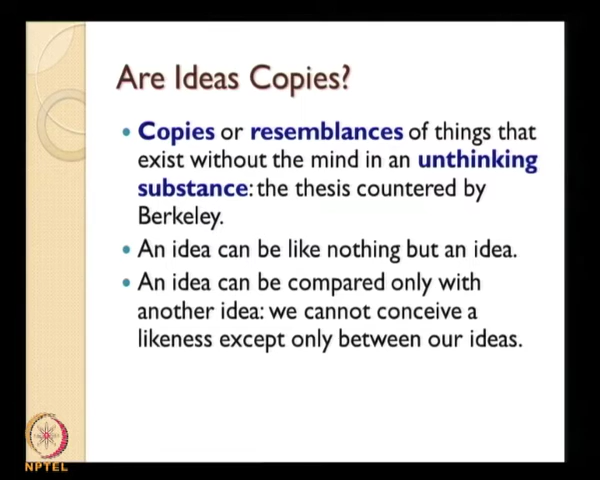 Are Ideas Copies?
• Copies or resemblances of things that
exist without the mind in an unthinking
substance: the thesis countered by
Berkeley.
• An idea can be like nothing but an idea.
• An idea can be compared only with
another idea: we cannot conceive a
likeness except only between our ideas.
NPTEL